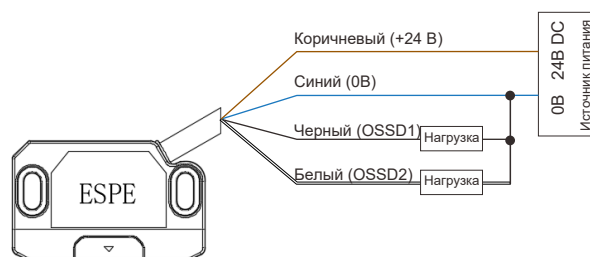 Коричневый (+24 В)
Синий (0В)
Черный (OSSD1)
Нагрузка
Белый (OSSD2)
Нагрузка
ESPE
0В 24В DC
Источник питания